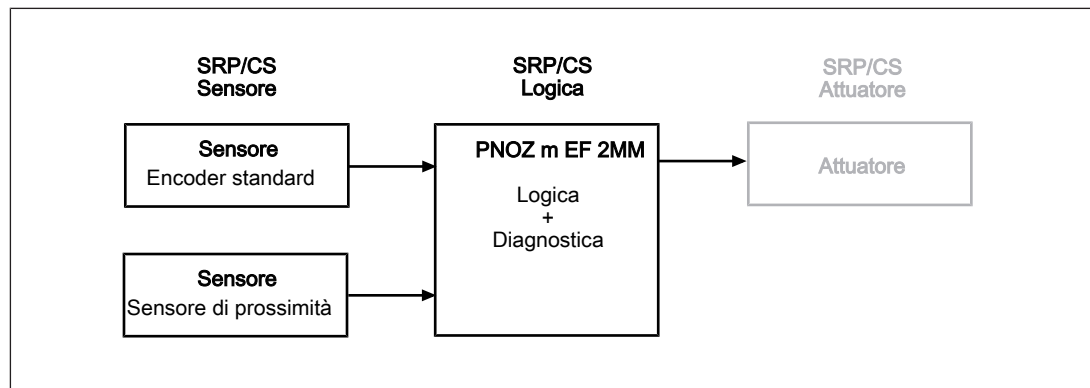 SRP/CS
Sensore
SRP/CS
Logica
SRP/CS
Attuatore
Sensore
Encoder standard
PNOZ m EF 2MM
Logica
+
Diagnostica
Attuatore
Sensore
Sensore di prossimità